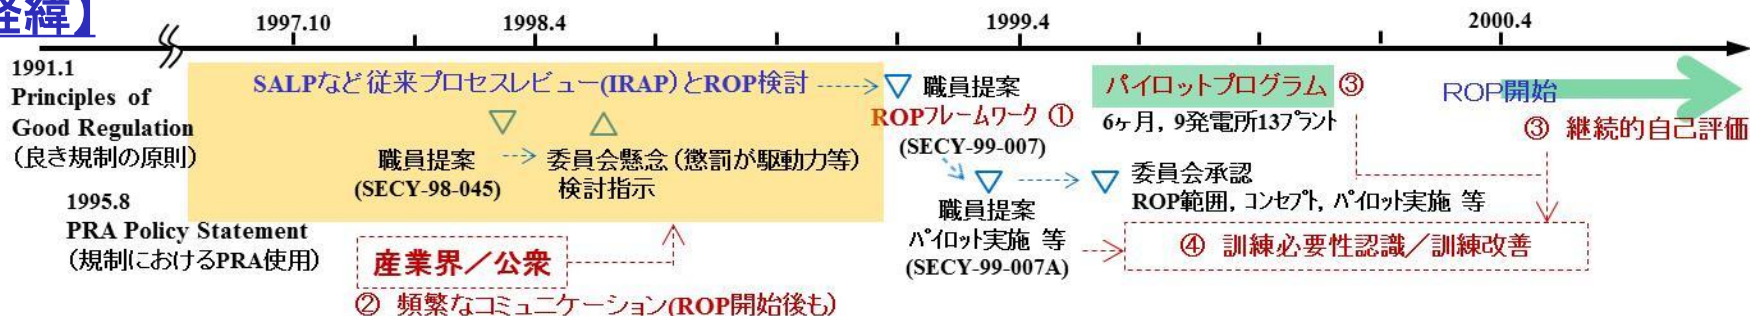 経緯】
1997.10
1998.4
1999.4
2000.4
1991.1
Principles of
Good Regulation
（良き規制の原則）
1995.8
PRA Policy Statement
（規制におけるPRA使用）
SALPなど従来プロセスレビュー(IRAP)とROP検討
職員提案
(SECY-98-045)
委員会懸念（懲罰が駆動力等）
検討指示
産業界／公衆
② 頻繁なコミュニケーション(ROP開始後も)
職員提案
ROPフレームワーク ①
(SECY-99-007)
職員提案
パイロット実施 等
(SECY-99-007A)
委員会承認
ROP範囲, コンセプト, パイロット実施 等
パイロットプログラム ③
6ヶ月, 9発電所13プラント
ROP開始
③ 継続的自己評価
④ 訓練必要性認識／訓練改善